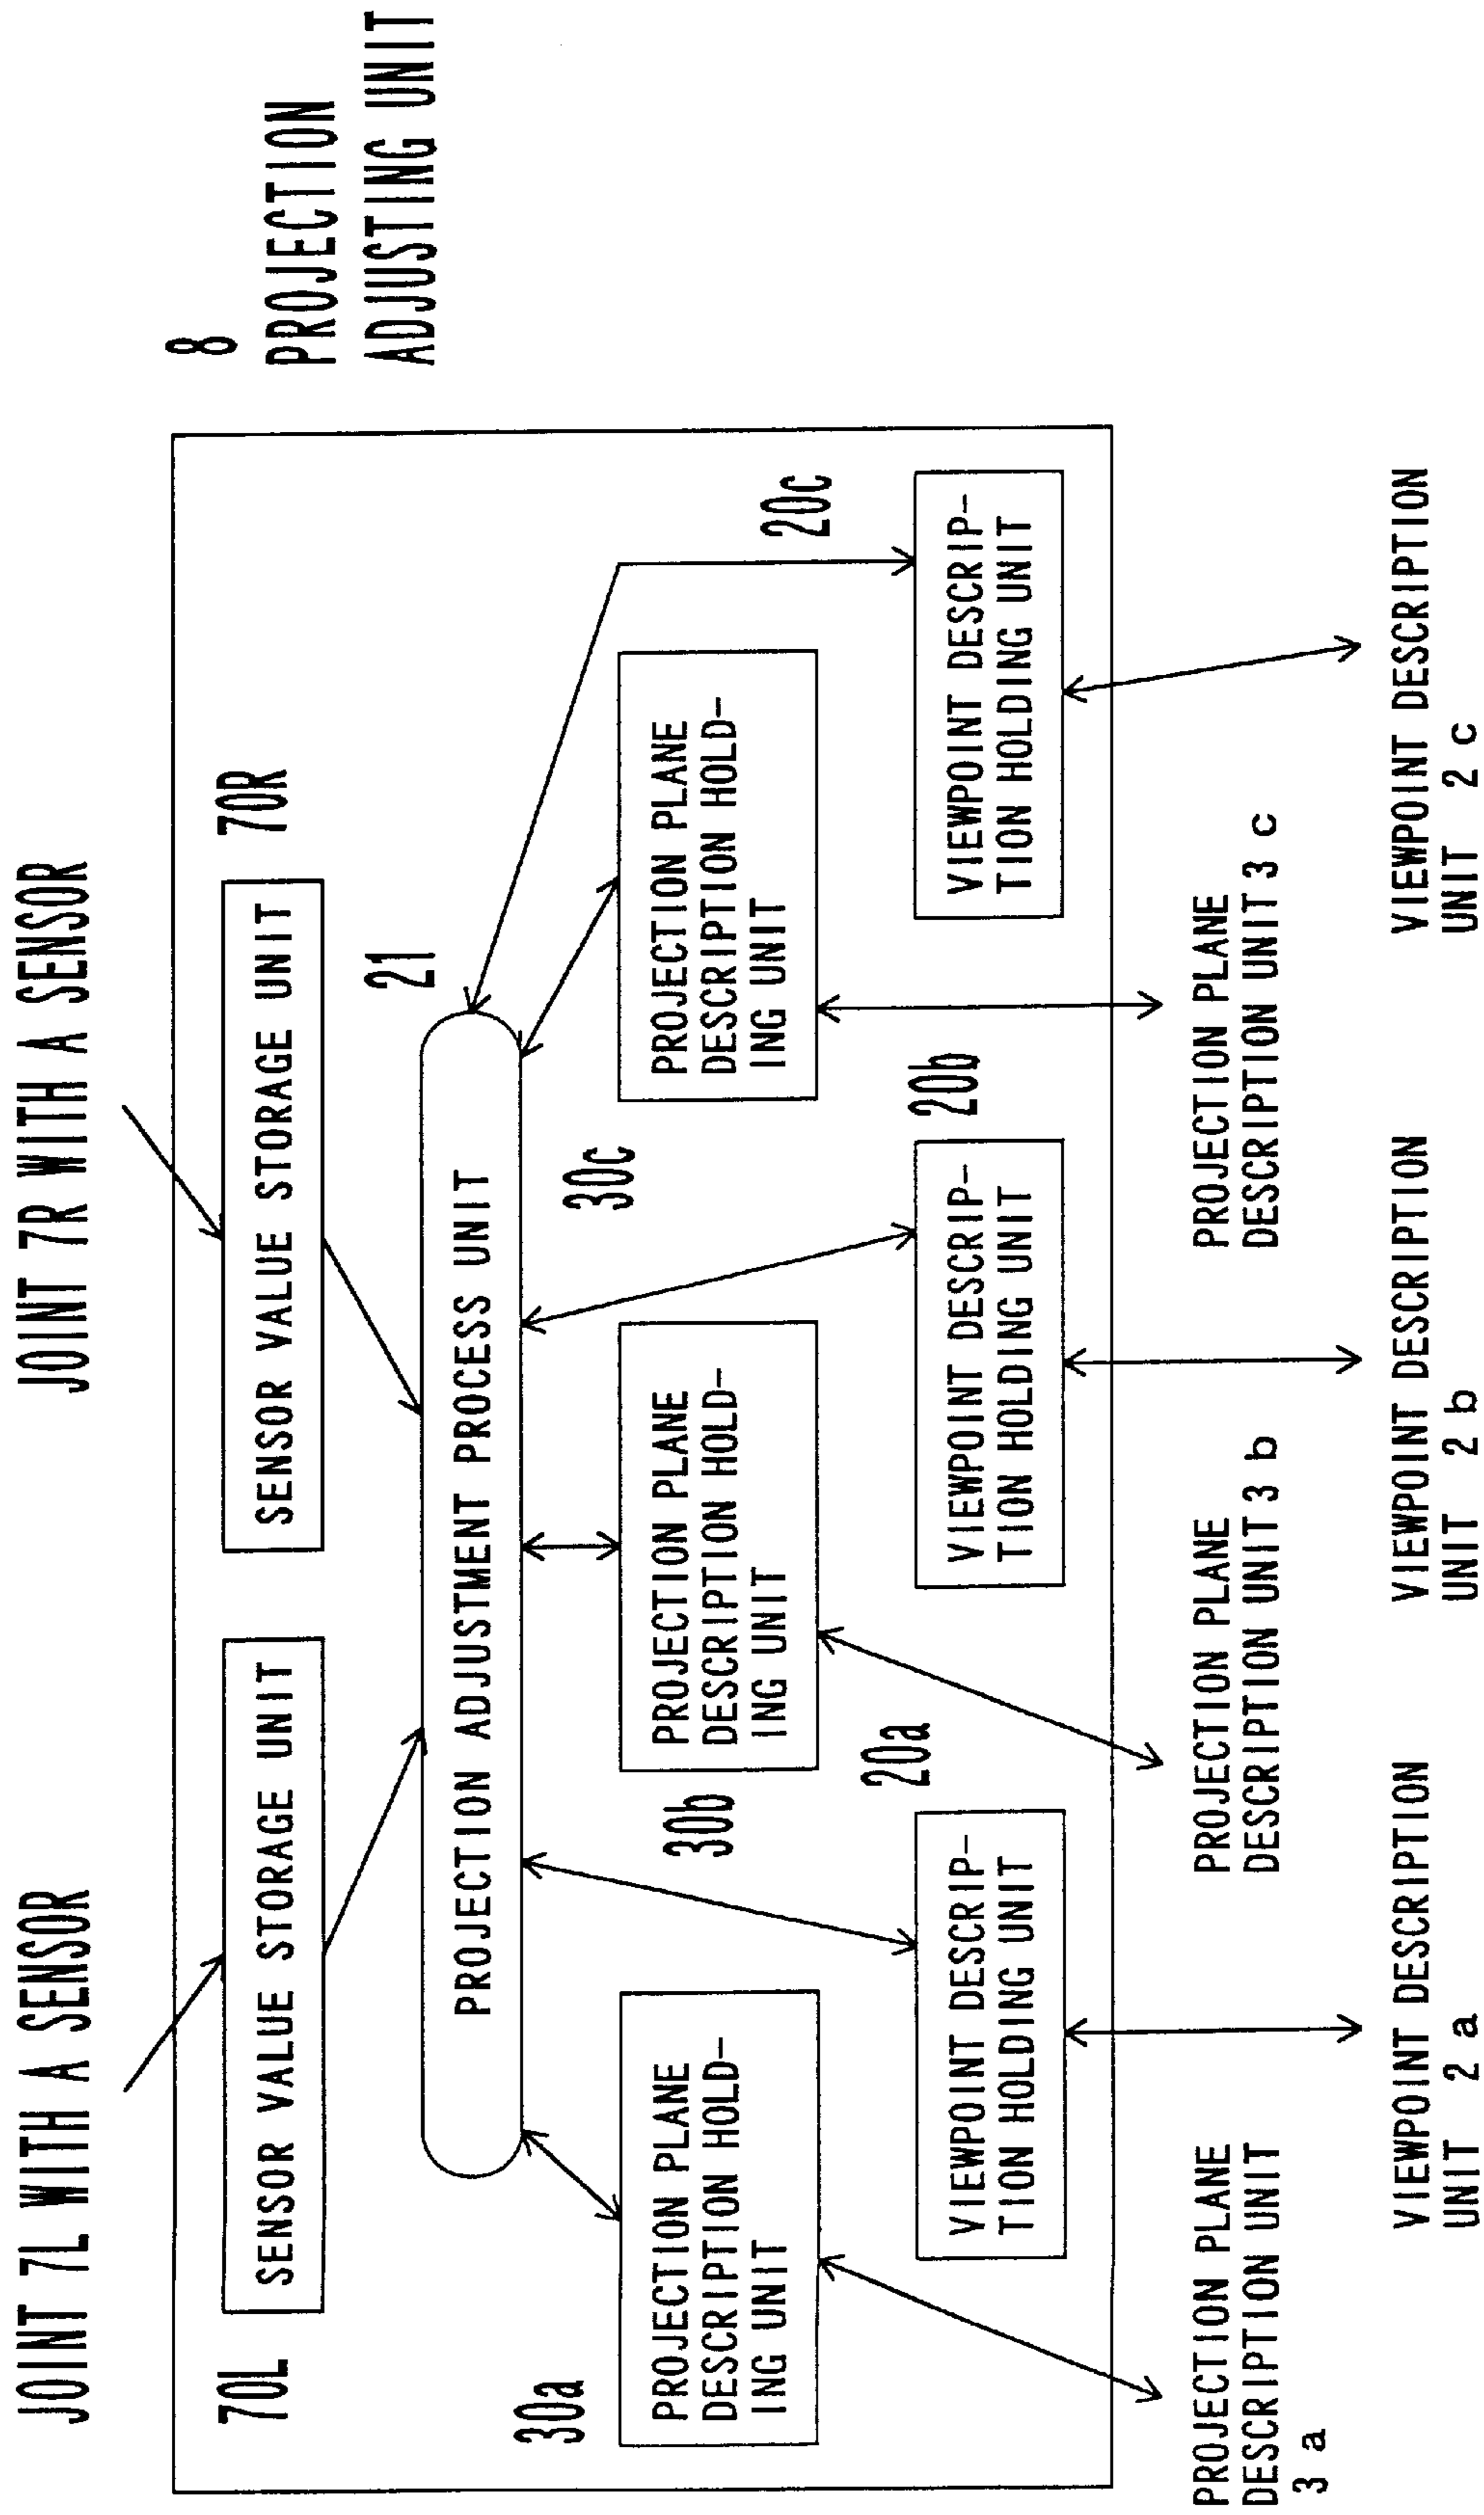 JOINT 7L WITH A SENSOR
JOINT 7R WITH A SENSOR
8
PROJECTION
ADJUSTING UNIT
70L
SENSOR VALUE STORAGE UNIT
70R
SENSOR VALUE STORAGE UNIT
21
PROJECTION ADJUSTMENT PROCESS UNIT
30a
PROJECTION PLANE
DESCRIPTION HOLD-
ING UNIT
30b
PROJECTION PLANE
DESCRIPTION HOLD-
ING UNIT
30c
PROJECTION PLANE
DESCRIPTION HOLD-
ING UNIT
20a
VIEWPOINT DESCRIP-
TION HOLDING UNIT
20b
VIEWPOINT DESCRIP-
TION HOLDING UNIT
20c
VIEWPOINT DESCRIP-
TION HOLDING UNIT
PROJECTION PLANE
DESCRIPTION UNIT
3 a
PROJECTION PLANE
DESCRIPTION UNIT 3 b
PROJECTION PLANE
DESCRIPTION UNIT 3 c
VIEWPOINT DESCRIPTION
UNIT 2 a
VIEWPOINT DESCRIPTION
UNIT 2 b
VIEWPOINT DESCRIPTION
UNIT 2 c